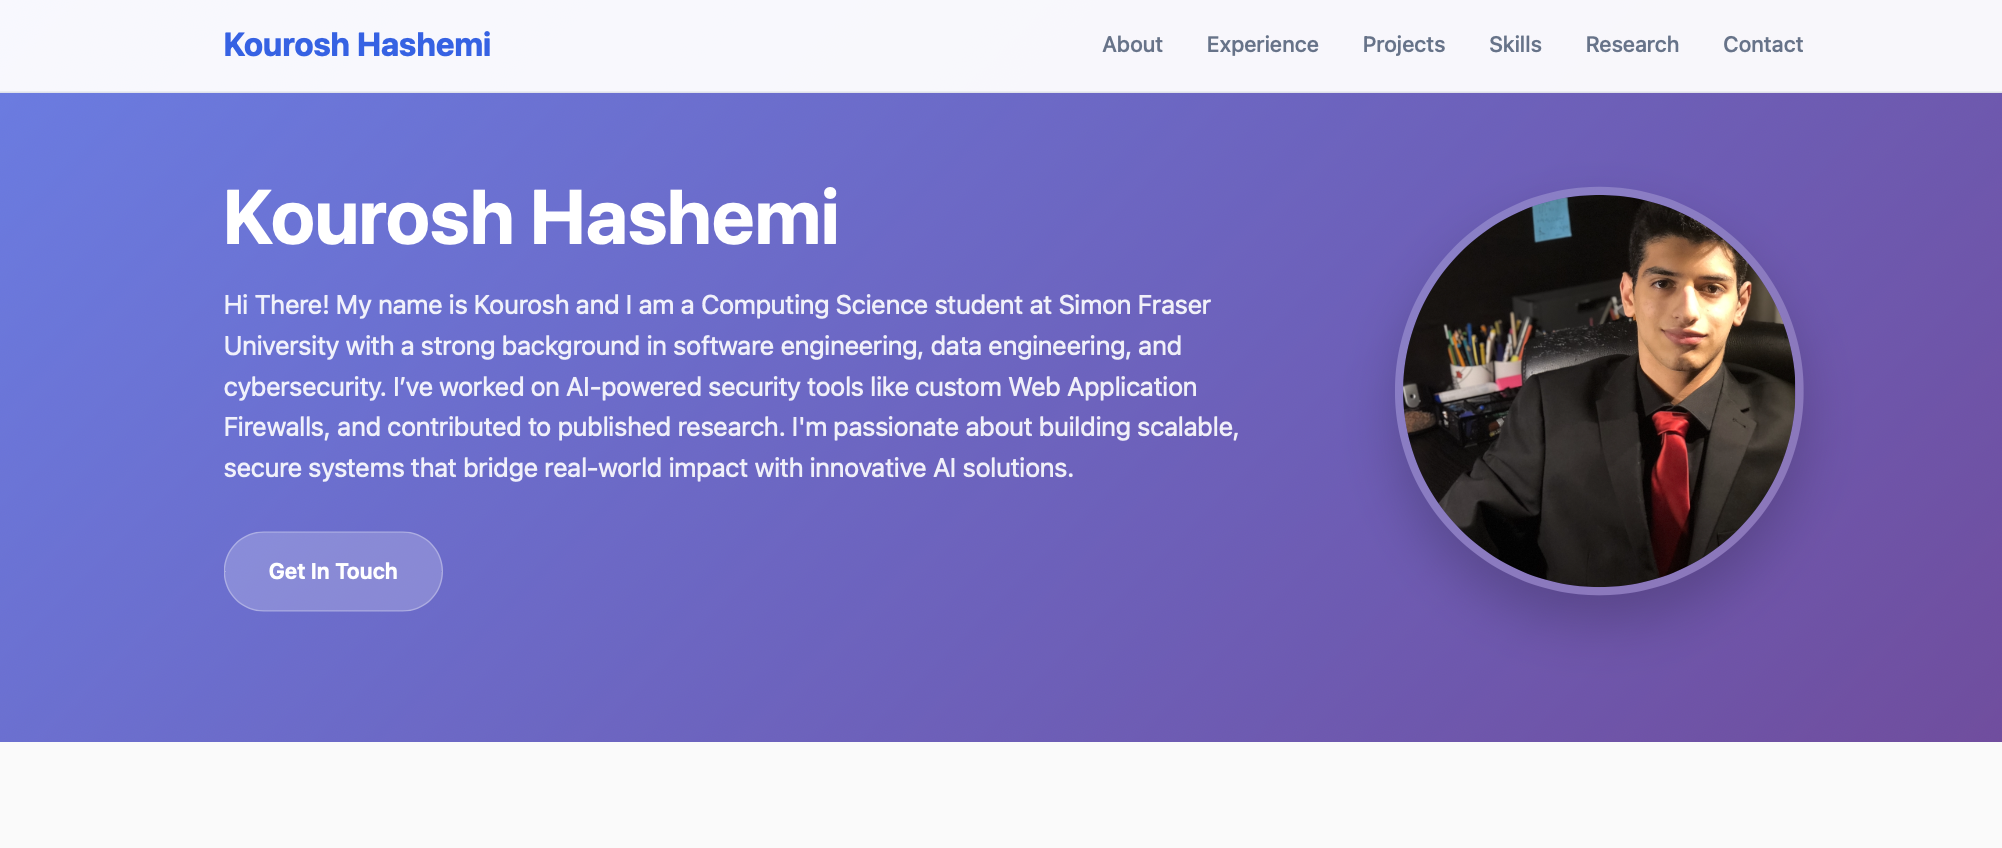 Kourosh Hashemi
About Experience Projects Skills Research Contact
Kourosh Hashemi
Hi There! My name is Kourosh and I am a Computing Science student at Simon Fraser
University with a strong background in software engineering, data engineering, and
cybersecurity. I’ve worked on AI-powered security tools like custom Web Application
Firewalls, and contributed to published research. I'm passionate about building scalable,
secure systems that bridge real-world impact with innovative AI solutions.
Get In Touch